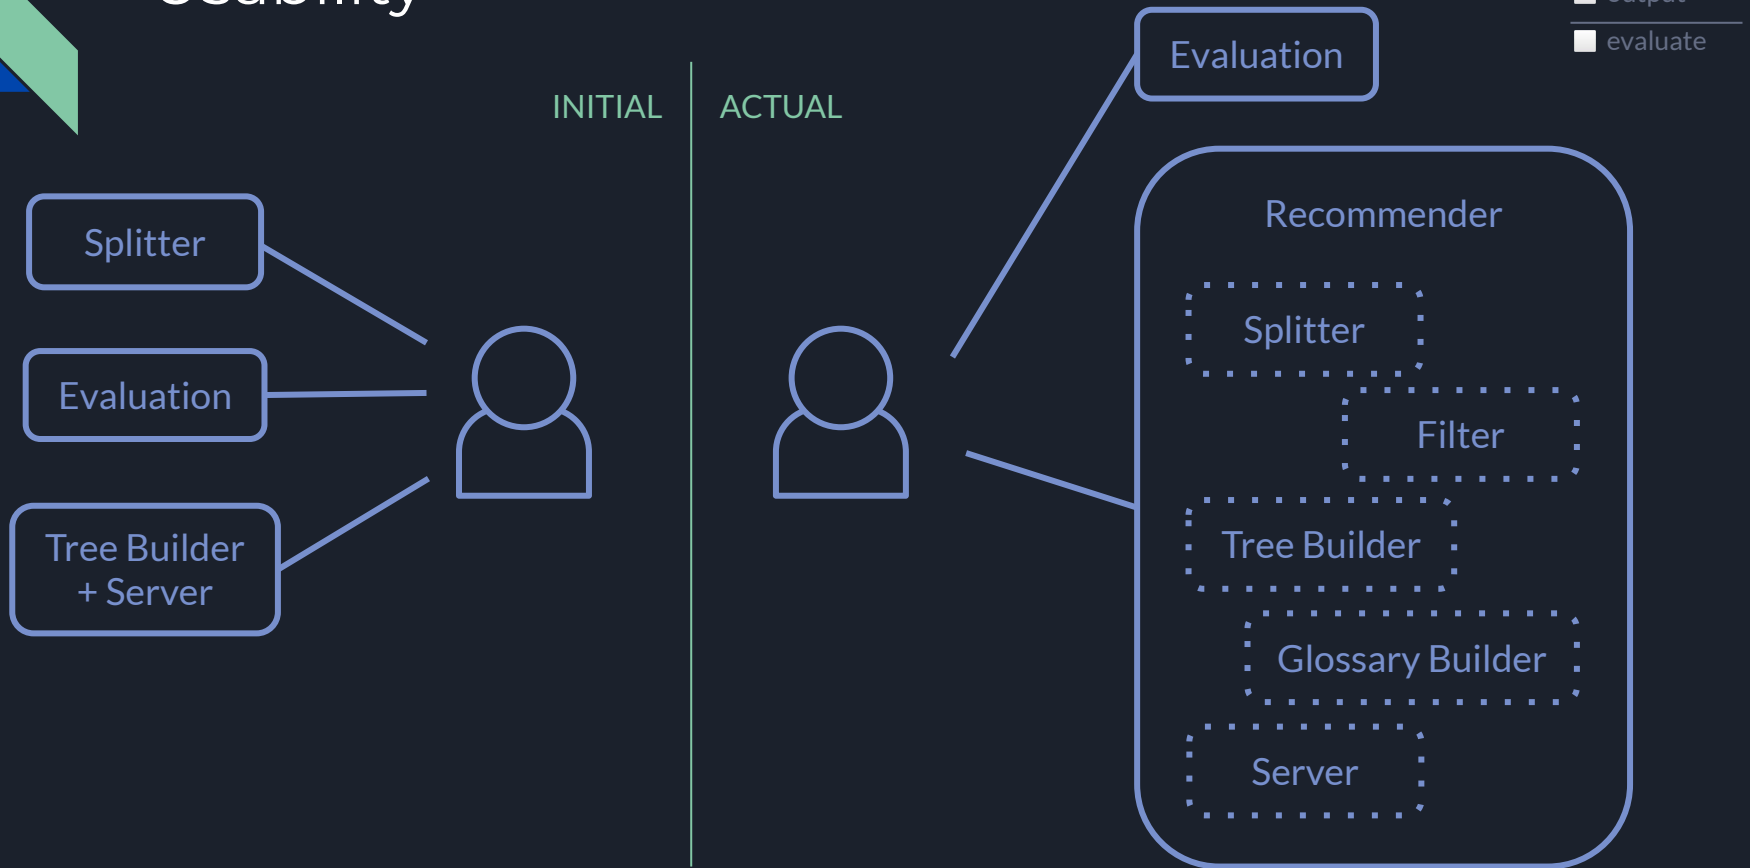 INITIAL
ACTUAL
Splitter
Evaluation
Tree Builder
+ Server
Evaluation
Recommender
Splitter
Filter
Tree Builder
Glossary Builder
Server
evaluate